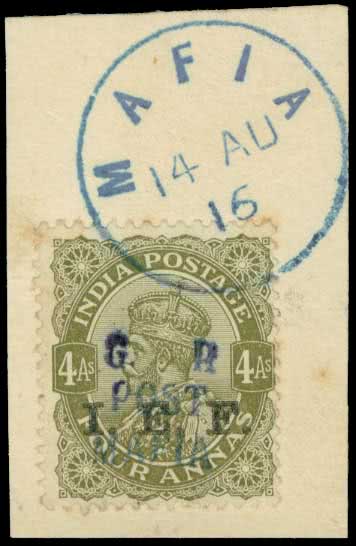 MAFIA
14 AU
16
INDIA POSTAGE
G. R
POST
MAFIA
4As 4As
I. E. F.
FOUR ANNAS